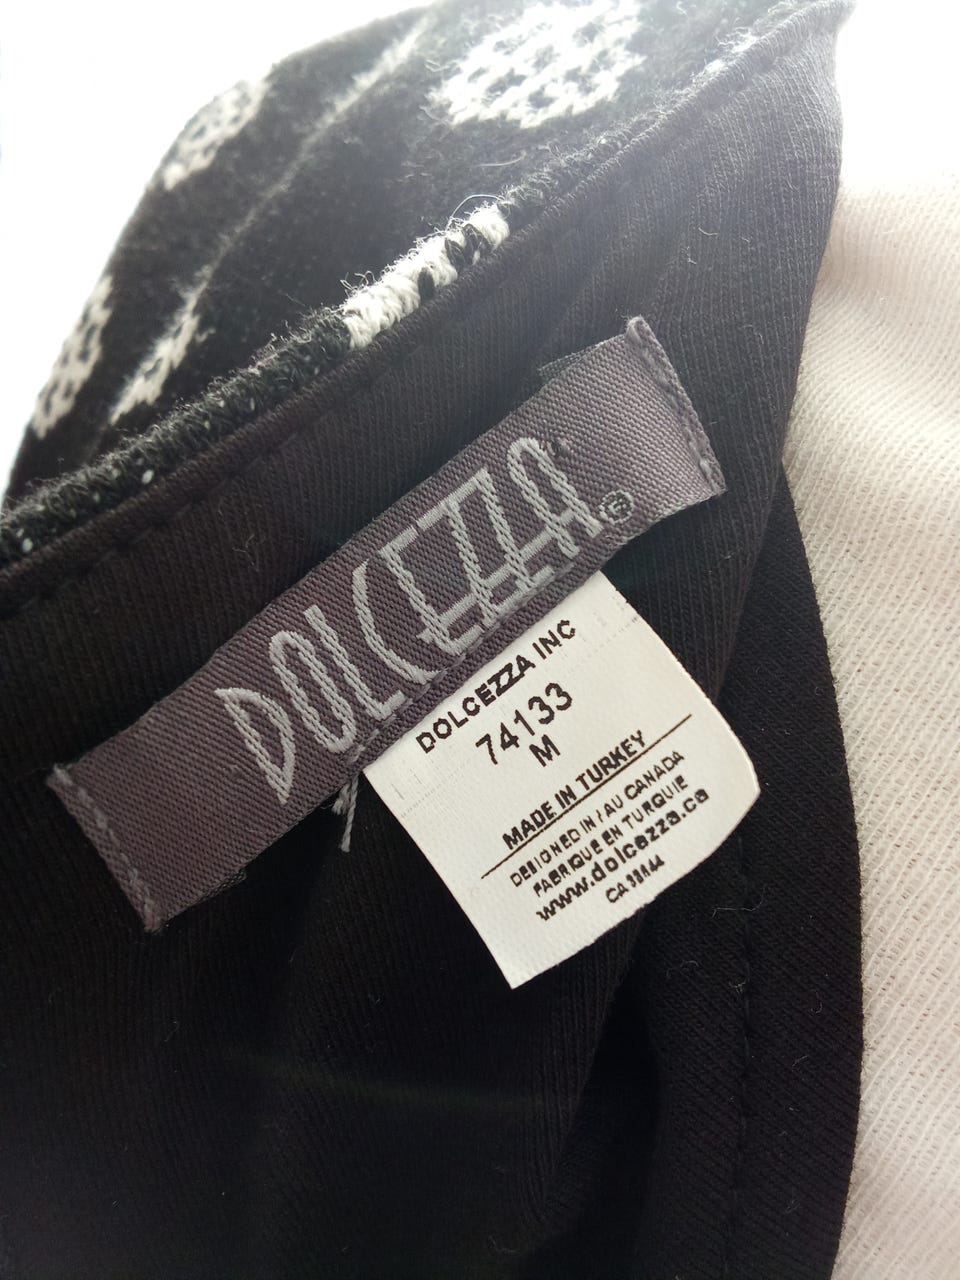 DOLCEZZA®
DOLCEZZA INC
74133
M
MADE IN TURKEY
DESIGNED IN / AU CANADA
FABRIQUE EN TURQUIE
www.dolcezza.ca